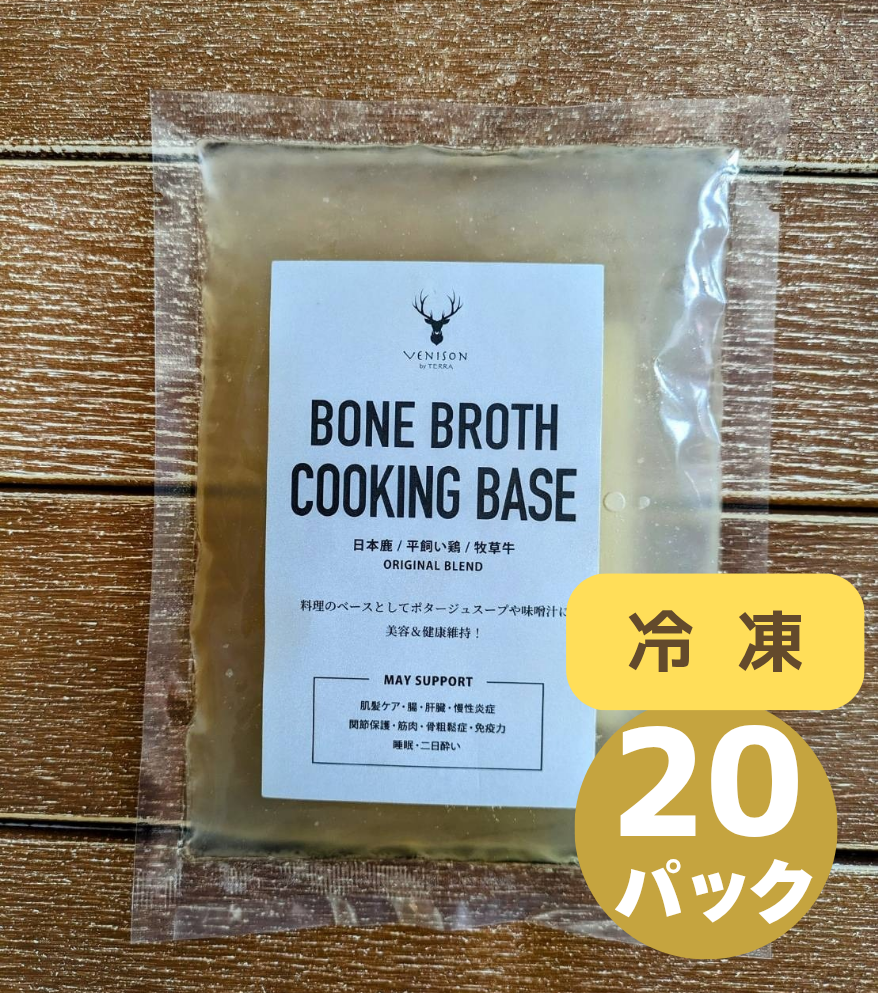 VENISON
by TERRA
BONE BROTH
COOKING BASE
日本鹿 / 平飼い鶏 / 牧草牛
ORIGINAL BLEND
料理のベースとしてポタージュスープや味噌汁に
美容&健康維持！
MAY SUPPORT
肌髪ケア・腸・肝臓・慢性炎症
関節保護・筋肉・骨粗鬆症・免疫力
睡眠・二日酔い
冷凍
20
パック